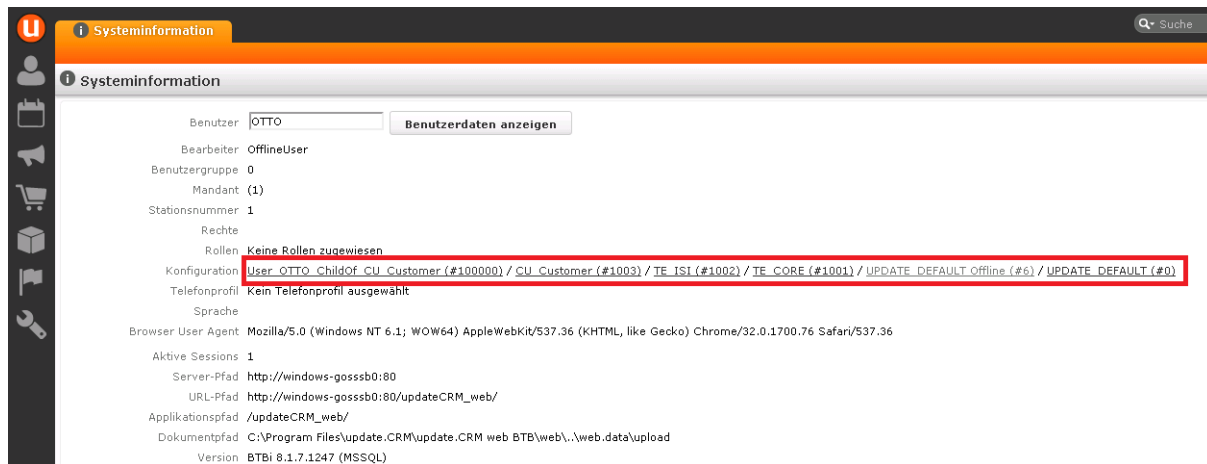 u
i Systeminformation
Suche
i Systeminformation
Benutzer OTTO Benutzerdaten anzeigen
Bearbeiter OfflineUser
Benutzergruppe 0
Mandant (1)
Stationsnummer 1
Rechte
Rollen Keine Rollen zugewiesen
Konfiguration User_OTTO_ChildOf_CU_Customer (#100000) / CU_Customer (#1003) / TE_ISI (#1002) / TE_CORE (#1001) / UPDATE_DEFAULT Offline (#6) / UPDATE_DEFAULT (#0)
Telefonprofil Kein Telefonprofil ausgewählt
Sprache
Browser User Agent Mozilla/5.0 (Windows NT 6.1; WOW64) AppleWebKit/537.36 (KHTML, like Gecko) Chrome/32.0.1700.76 Safari/537.36
Aktive Sessions 1
Server-Pfad http://windows-gosssb0:80
URL-Pfad http://windows-gosssb0:80/updateCRM_web/
Applikationspfad /updateCRM_web/
Dokumentpfad C:\Program Files\update.CRM\update.CRM web BTB\web\..\web.data\upload
Version BTBi 8.1.7.1247 (MSSQL)